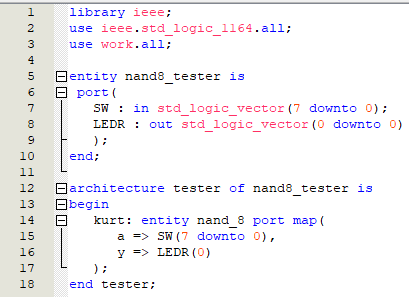 1 library ieee;
2 use ieee.std_logic_1164.all;
3 use work.all;
4
5 entity nand8_tester is
6 port(
7 SW : in std_logic_vector(7 downto 0);
8 LEDR : out std_logic_vector(0 downto 0)
9 );
10 end;
11
12 architecture tester of nand8_tester is
13 begin
14 kurt: entity nand_8 port map(
15 a => SW(7 downto 0),
16 y => LEDR(0)
17 );
18 end tester;